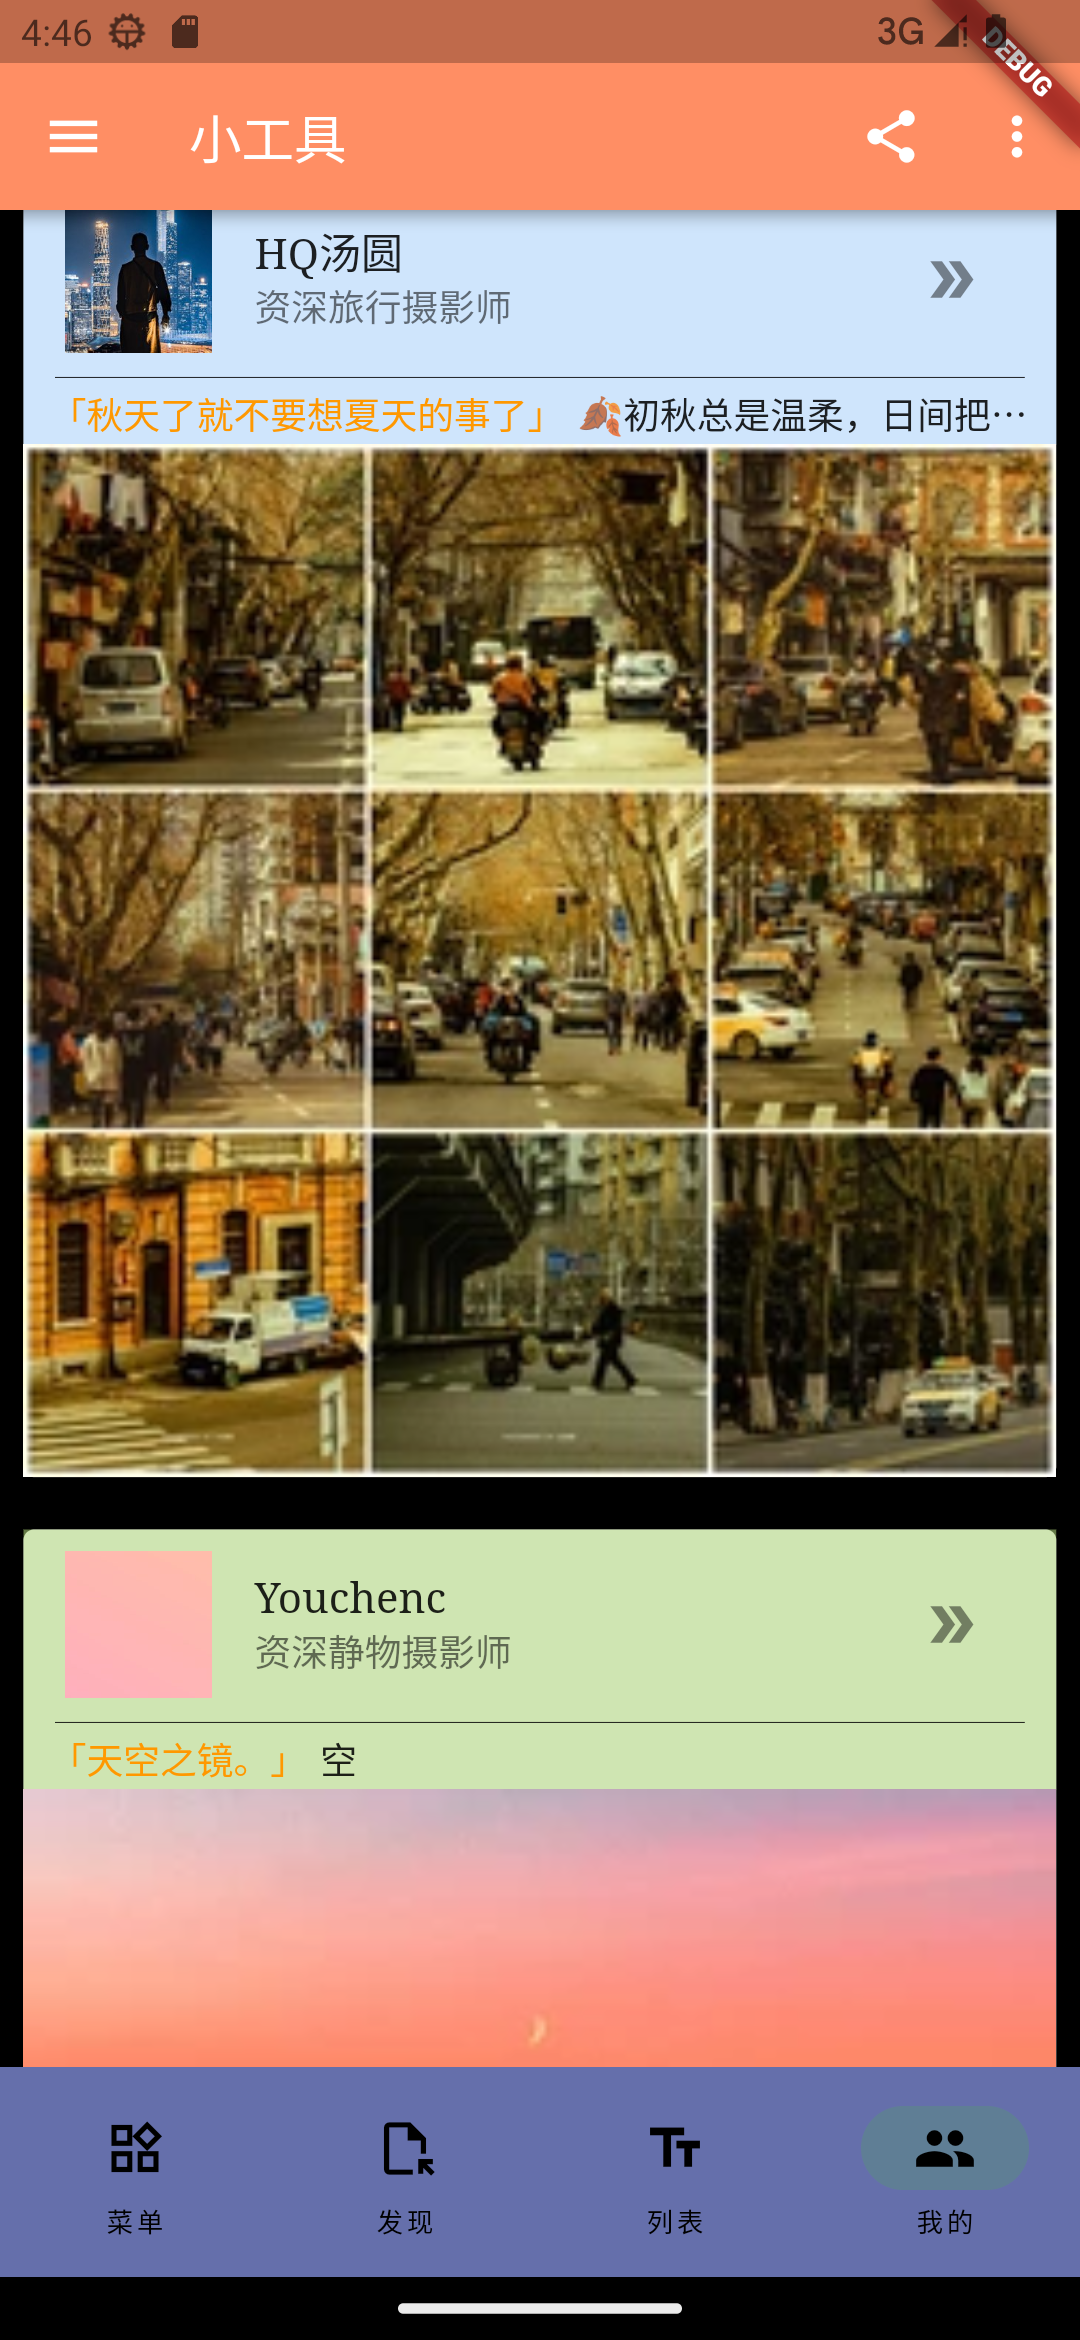 4:46
3G
DEBUG
小工具
HQ汤圆
资深旅行摄影师
「秋天了就不要想夏天的事了」 🍂初秋总是温柔，日间把…
Youchenc
资深静物摄影师
「天空之镜。」 空
菜单
发现
列表
我的